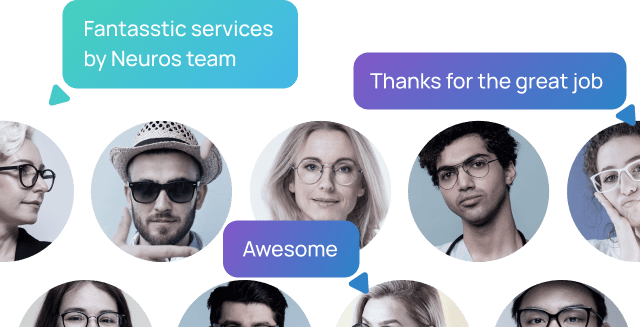 Fantasstic services
by Neuros team
Thanks for the great job
Awesome